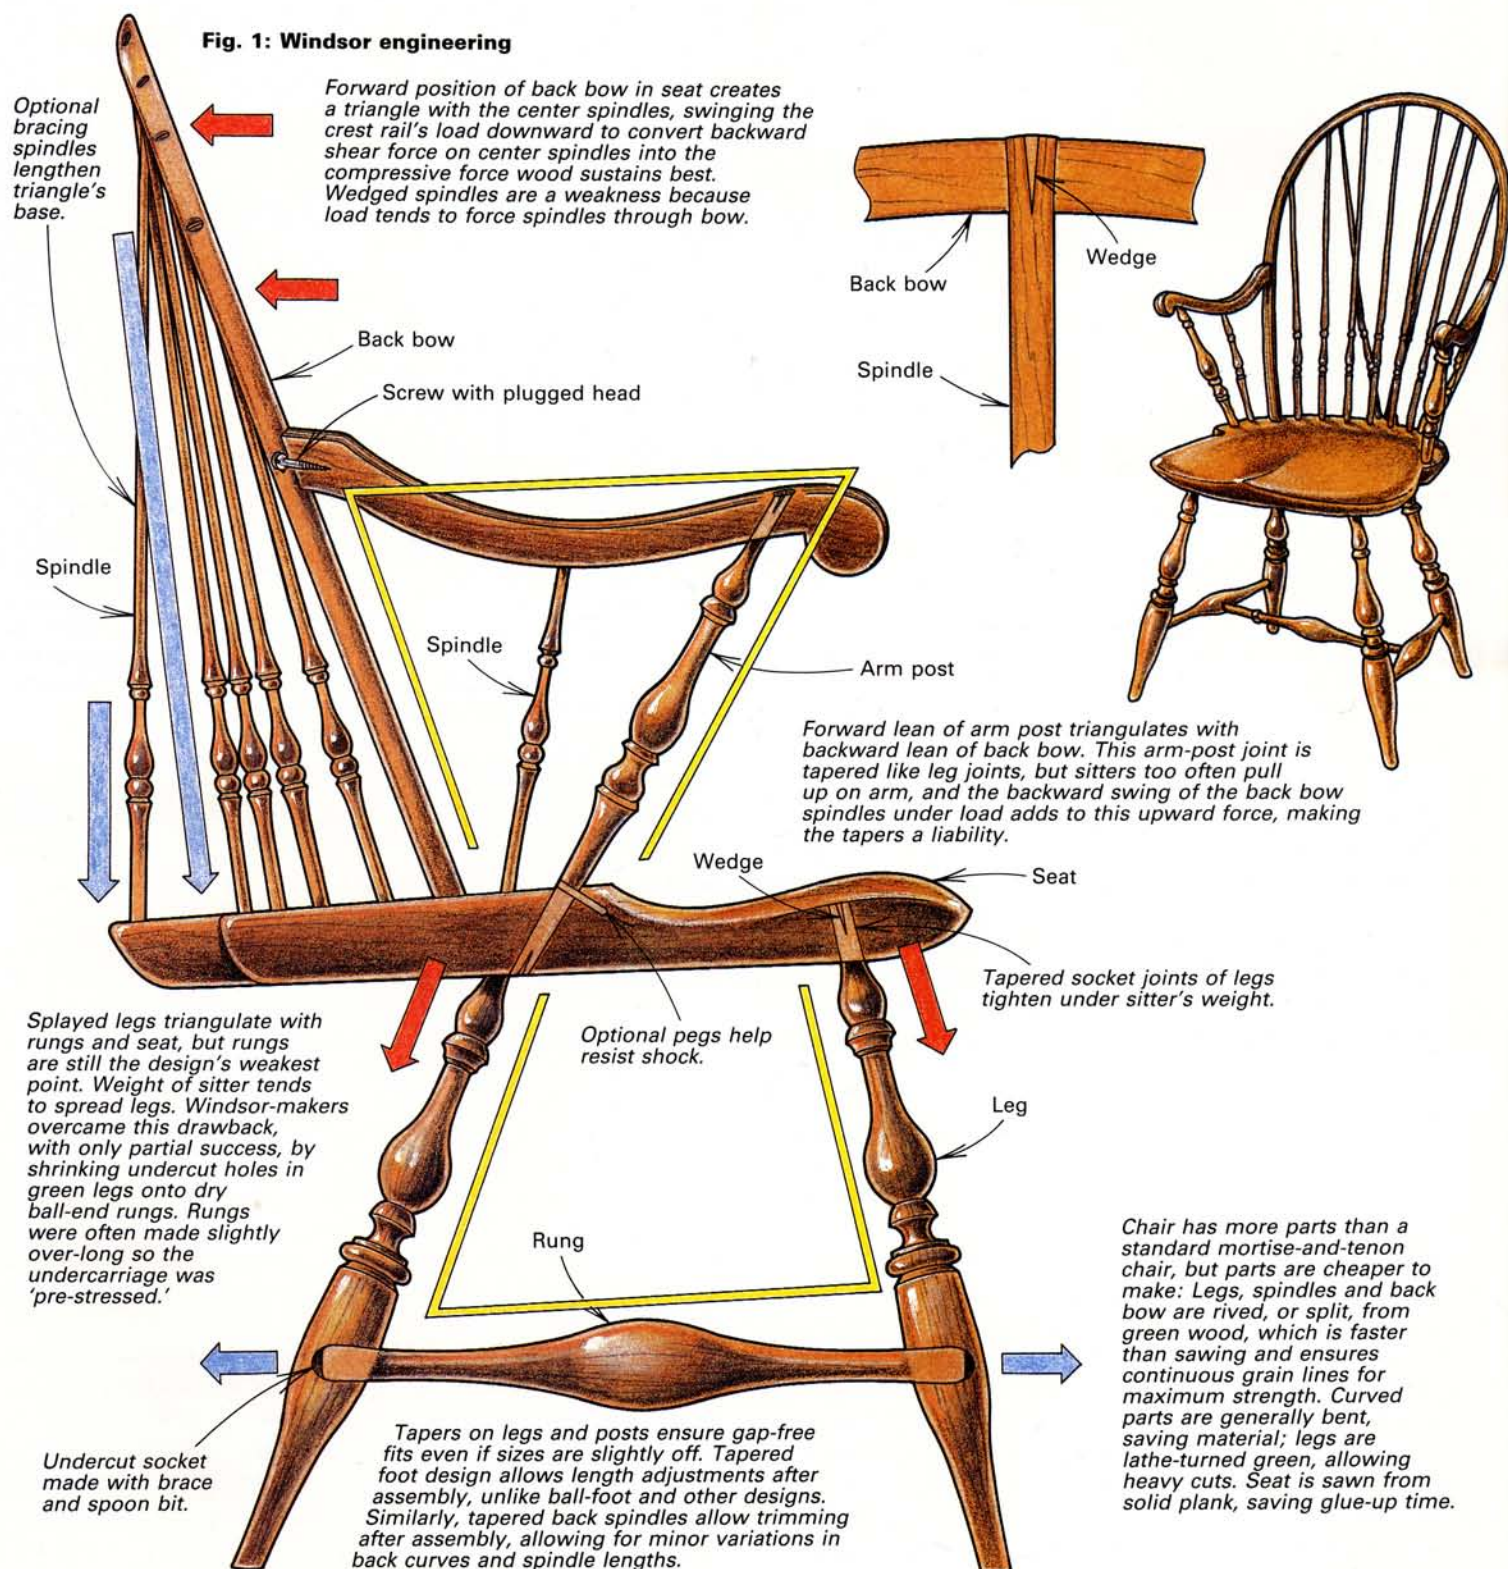 Fig. 1: Windsor engineering
Optional
bracing
spindles
lengthen
triangle's
base.
Forward position of back bow in seat creates
a triangle with the center spindles, swinging the
crest rail's load downward to convert backward
shear force on center spindles into the
compressive force wood sustains best.
Wedged spindles are a weakness because
load tends to force spindles through bow.
Back bow
Wedge
Spindle
Back bow
Screw with plugged head
Spindle
Spindle
Arm post
Forward lean of arm post triangulates with
backward lean of back bow. This arm-post joint is
tapered like leg joints, but sitters too often pull
up on arm, and the backward swing of the back bow
spindles under load adds to this upward force, making
the tapers a liability.
Wedge
Seat
Tapered socket joints of legs
tighten under sitter's weight.
Optional pegs help
resist shock.
Splayed legs triangulate with
rungs and seat, but rungs
are still the design's weakest
point. Weight of sitter tends
to spread legs. Windsor-makers
overcame this drawback,
with only partial success, by
shrinking undercut holes in
green legs onto dry
ball-end rungs. Rungs
were often made slightly
over-long so the
undercarriage was
'pre-stressed.'
Leg
Rung
Chair has more parts than a
standard mortise-and-tenon
chair, but parts are cheaper to
make: Legs, spindles and back
bow are rived, or split, from
green wood, which is faster
than sawing and ensures
continuous grain lines for
maximum strength. Curved
parts are generally bent,
saving material; legs are
lathe-turned green, allowing
heavy cuts. Seat is sawn from
solid plank, saving glue-up time.
Undercut socket
made with brace
and spoon bit.
Tapers on legs and posts ensure gap-free
fits even if sizes are slightly off. Tapered
foot design allows length adjustments after
assembly, unlike ball-foot and other designs.
Similarly, tapered back spindles allow trimming
after assembly, allowing for minor variations in
back curves and spindle lengths.